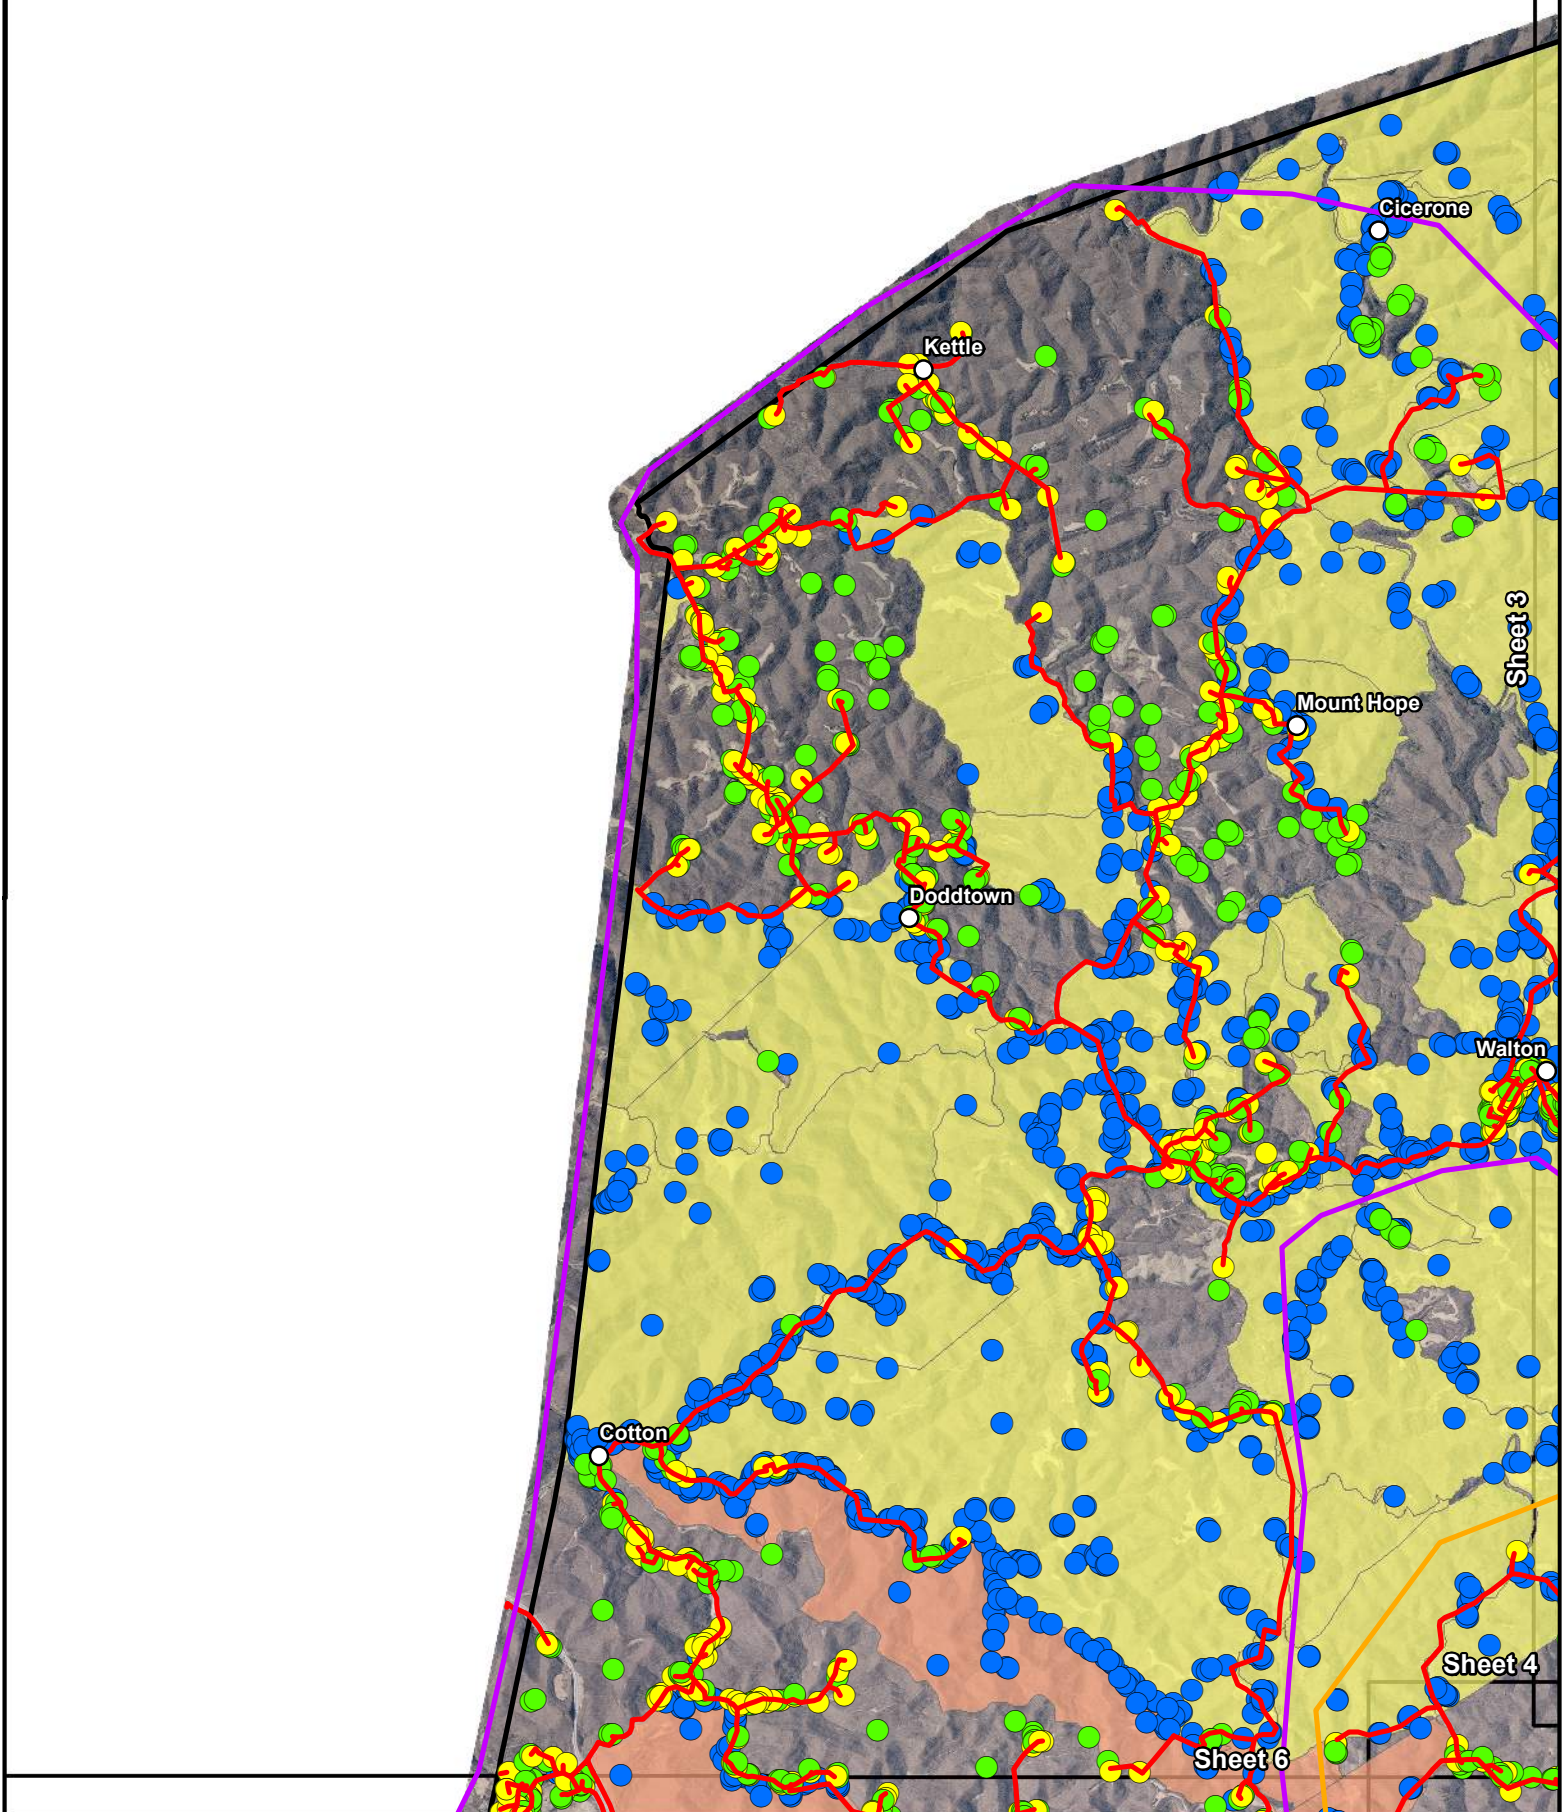 Cicerone
Kettle
Sheet 3
Mount Hope
Doddtown
Walton
Cotton
Sheet 4
Sheet 6